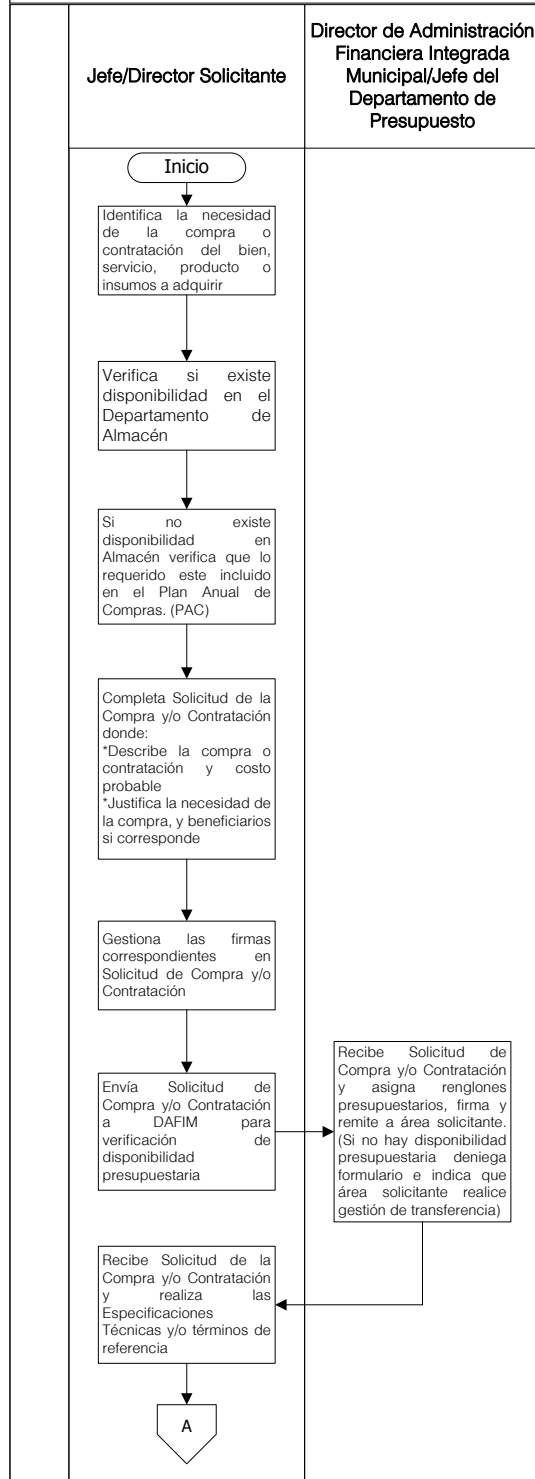 Jefe/Director Solicitante
Director de Administración
Financiera Integrada
Municipal/Jefe del
Departamento de
Presupuesto
Inicio
Identifica la necesidad
de la compra o
contratación del bien,
servicio, producto o
insumos a adquirir
Verifica si existe
disponibilidad en el
Departamento de
Almacén
Si no existe
disponibilidad en
Almacén verifica que lo
requerido este incluido
en el Plan Anual de
Compras. (PAC)
Completa Solicitud de la
Compra y/o Contratación
donde:
*Describe la compra o
contratación y costo
probable
*Justifica la necesidad de
la compra, y beneficiarios
si corresponde
Gestiona las firmas
correspondientes en
Solicitud de Compra y/o
Contratación
Envía Solicitud de
Compra y/o Contratación
a DAFIM para
verificación de
disponibilidad
presupuestaria
Recibe Solicitud de
Compra y/o Contratación
y asigna renglones
presupuestarios, firma y
remite a área solicitante.
(Si no hay disponibilidad
presupuestaria deniega
formulario e indica que
área solicitante realice
gestión de transferencia)
Recibe Solicitud de la
Compra y/o Contratación
y realiza las
Especificaciones
Técnicas y/o términos de
referencia
A